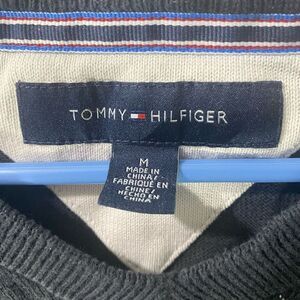 TOMMY HILFIGER
M
MADE IN
CHINA/
FABRIQUÉ EN
CHINE/
HECHO EN
CHINA